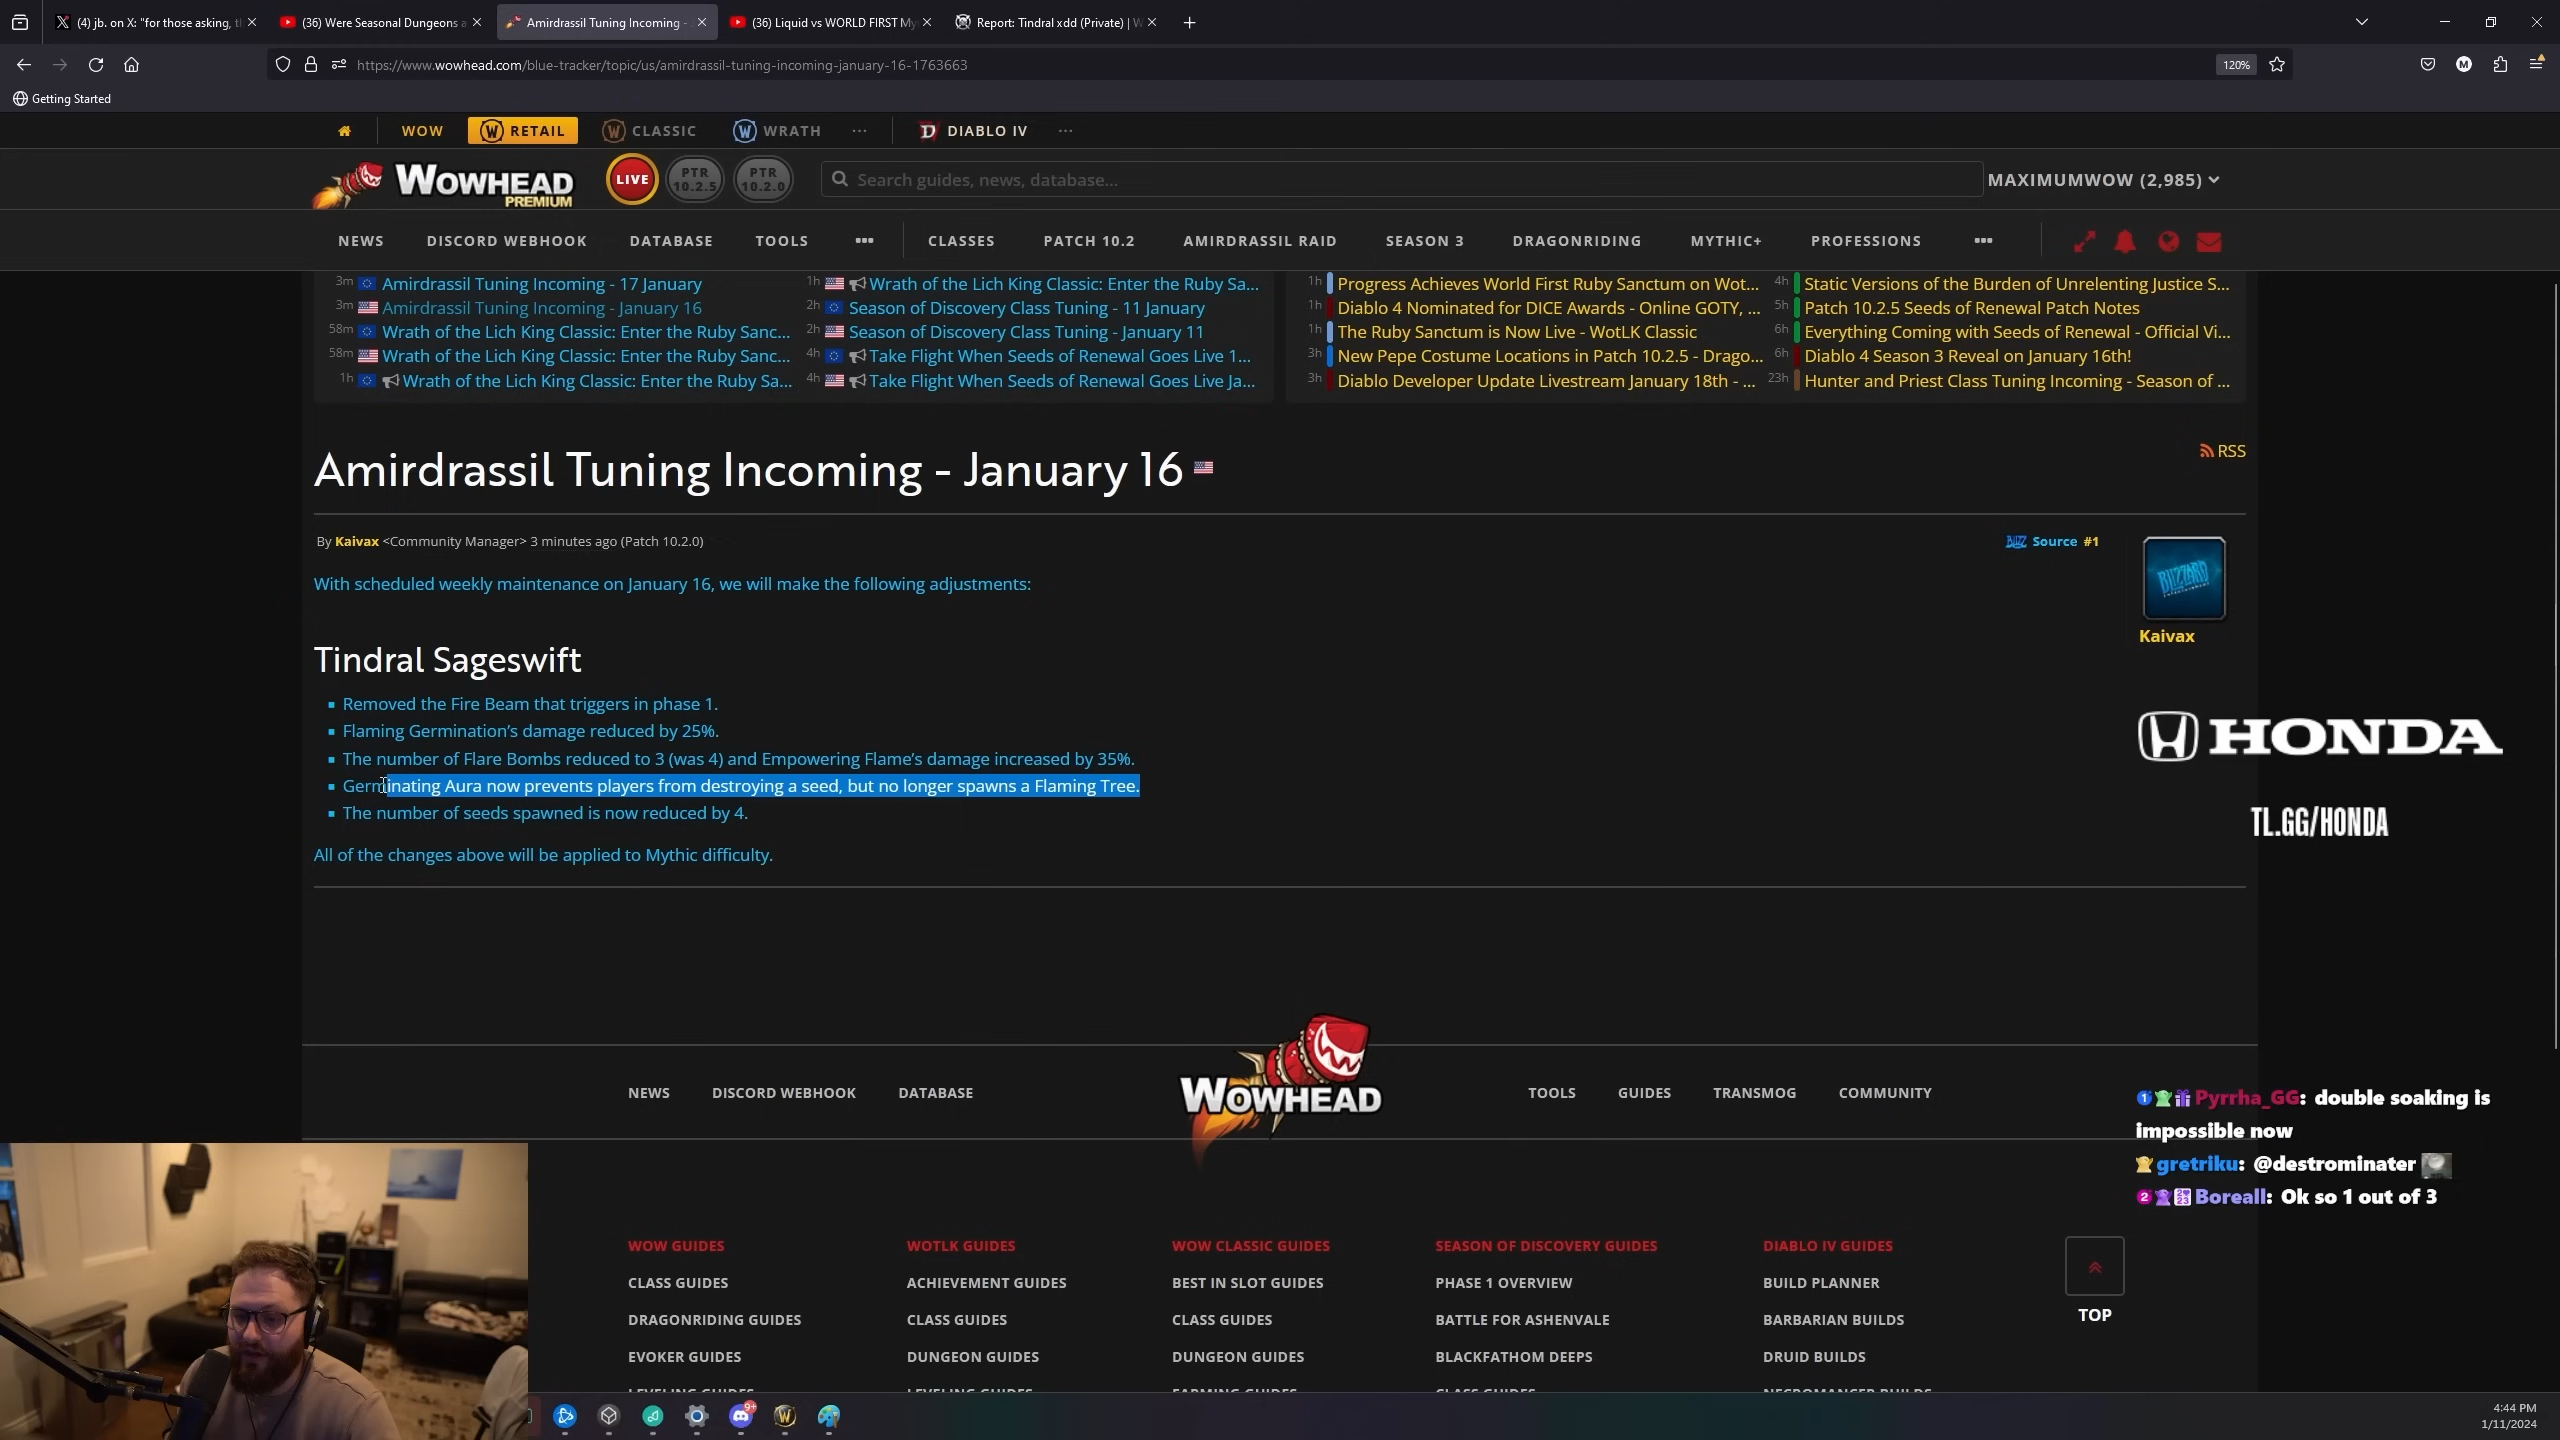 (4) jb. on X: "for those asking, t
(36) Were Seasonal Dungeons a
Amirdrassil Tuning Incoming -
(36) Liquid vs WORLD FIRST My
Report: Tindral xdd (Private) | W
https://www.wowhead.com/blue-tracker/topic/us/amirdrassil-tuning-incoming-january-16-1763663
120%
Getting Started
WOW
RETAIL
CLASSIC
WRATH
DIABLO IV
WOWHEAD
PREMIUM
LIVE
PTR
10.2.5
PTR
10.2.0
Search guides, news, database...
MAXIMUMWOW (2,985)
NEWS
DISCORD WEBHOOK
DATABASE
TOOLS
CLASSES
PATCH 10.2
AMIRDRASSIL RAID
SEASON 3
DRAGONRIDING
MYTHIC+
PROFESSIONS
3m Amirdrassil Tuning Incoming - 17 January
3m Amirdrassil Tuning Incoming - January 16
58m Wrath of the Lich King Classic: Enter the Ruby Sanc...
58m Wrath of the Lich King Classic: Enter the Ruby Sanc...
1h Wrath of the Lich King Classic: Enter the Ruby Sa...
1h Wrath of the Lich King Classic: Enter the Ruby Sa...
2h Season of Discovery Class Tuning - 11 January
2h Season of Discovery Class Tuning - January 11
4h Take Flight When Seeds of Renewal Goes Live 1...
4h Take Flight When Seeds of Renewal Goes Live Ja...
1h Progress Achieves World First Ruby Sanctum on Wot...
1h Diablo 4 Nominated for DICE Awards - Online GOTY, ...
1h The Ruby Sanctum is Now Live - WotLK Classic
3h New Pepe Costume Locations in Patch 10.2.5 - Drago...
3h Diablo Developer Update Livestream January 18th - ...
4h Static Versions of the Burden of Unrelenting Justice S...
5h Patch 10.2.5 Seeds of Renewal Patch Notes
6h Everything Coming with Seeds of Renewal - Official Vi...
6h Diablo 4 Season 3 Reveal on January 16th!
23h Hunter and Priest Class Tuning Incoming - Season of ...
RSS
Amirdrassil Tuning Incoming - January 16
By Kaivax <Community Manager> 3 minutes ago (Patch 10.2.0)
BLIZZ Source #1
BLIZZARD
Kaivax
With scheduled weekly maintenance on January 16, we will make the following adjustments:
Tindral Sageswift
Removed the Fire Beam that triggers in phase 1.
Flaming Germination's damage reduced by 25%.
The number of Flare Bombs reduced to 3 (was 4) and Empowering Flame's damage increased by 35%.
Germinating Aura now prevents players from destroying a seed, but no longer spawns a Flaming Tree.
The number of seeds spawned is now reduced by 4.
All of the changes above will be applied to Mythic difficulty.
HONDA
TL.GG/HONDA
NEWS
DISCORD WEBHOOK
DATABASE
WOWHEAD
TOOLS
GUIDES
TRANSMOG
COMMUNITY
Pyrrha_GG: double soaking is
impossible now
gretriku: @destrominater
Boreall: Ok so 1 out of 3
WOW GUIDES
CLASS GUIDES
DRAGONRIDING GUIDES
EVOKER GUIDES
LEVELING GUIDES
WOTLK GUIDES
ACHIEVEMENT GUIDES
CLASS GUIDES
DUNGEON GUIDES
LEVELING GUIDES
WOW CLASSIC GUIDES
BEST IN SLOT GUIDES
CLASS GUIDES
DUNGEON GUIDES
FARMING GUIDES
SEASON OF DISCOVERY GUIDES
PHASE 1 OVERVIEW
BATTLE FOR ASHENVALE
BLACKFATHOM DEEPS
CLASS GUIDES
DIABLO IV GUIDES
BUILD PLANNER
BARBARIAN BUILDS
DRUID BUILDS
NECROMANCER BUILDS
TOP
9+
4:44 PM
1/11/2024